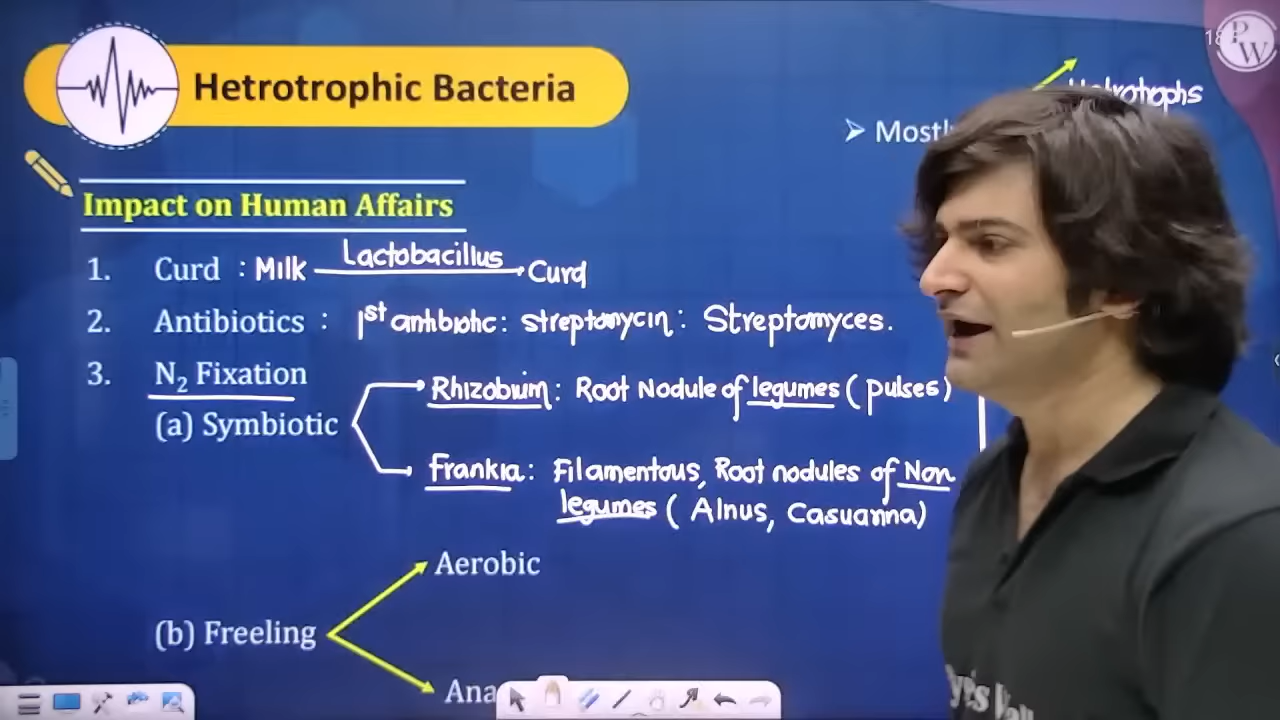 Hetrotrophic Bacteria
PW
Impact on Human Affairs
1. Curd : Milk Lactobacillus Curd
2. Antibiotics : 1st antibiotic: streptomycin: Streptomyces.
3. N₂ Fixation
(a) Symbiotic
Rhizobium: Root Nodule of legumes (pulses)
Frankia: Filamentous, Root nodules of Non
legumes (Alnus, Casuarina)
(b) Freeling
Aerobic